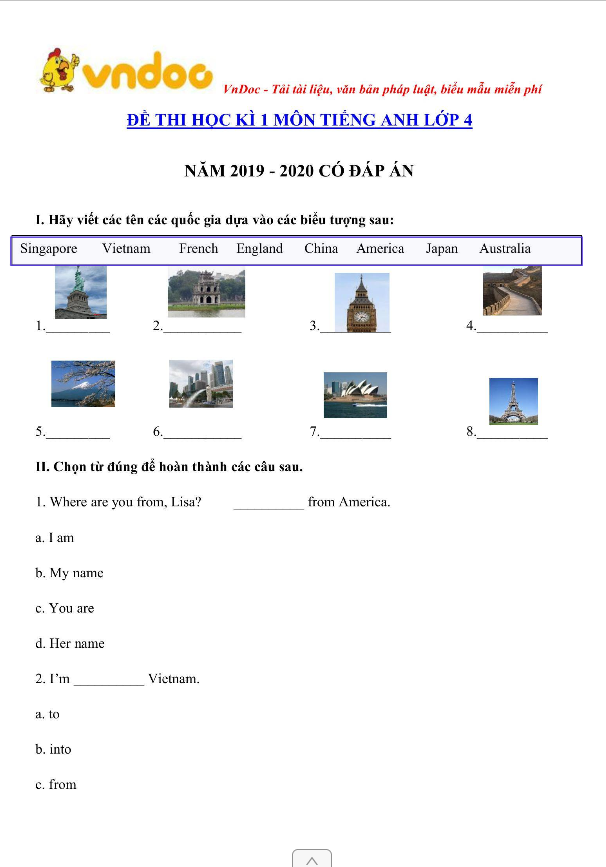 vndoc
VnDoc - Tải tài liệu, văn bản pháp luật, biểu mẫu miễn phí
ĐỀ THI HỌC KÌ 1 MÔN TIẾNG ANH LỚP 4
NĂM 2019 - 2020 CÓ ĐÁP ÁN
I. Hãy viết các tên các quốc gia dựa vào các biểu tượng sau:
Singapore Vietnam French England China America Japan Australia
1.__________ 2.____________ 3.___________ 4.___________
5.__________ 6.____________ 7.___________ 8.___________
II. Chọn từ đúng để hoàn thành các câu sau.
1. Where are you from, Lisa? ___________ from America.
a. I am
b. My name
c. You are
d. Her name
2. I’m ___________ Vietnam.
a. to
b. into
c. from